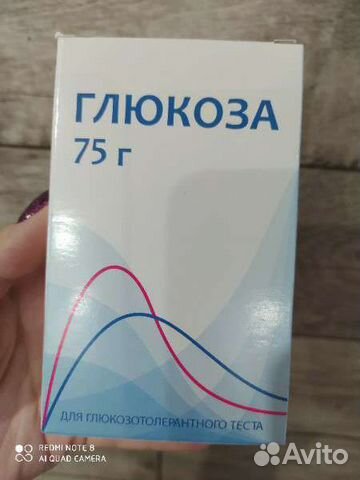 ГЛЮКОЗА
75 г
ДЛЯ ГЛЮКОЗОТОЛЕРАНТНОГО ТЕСТА
REDMI NOTE 8
AI QUAD CAMERA
Avito